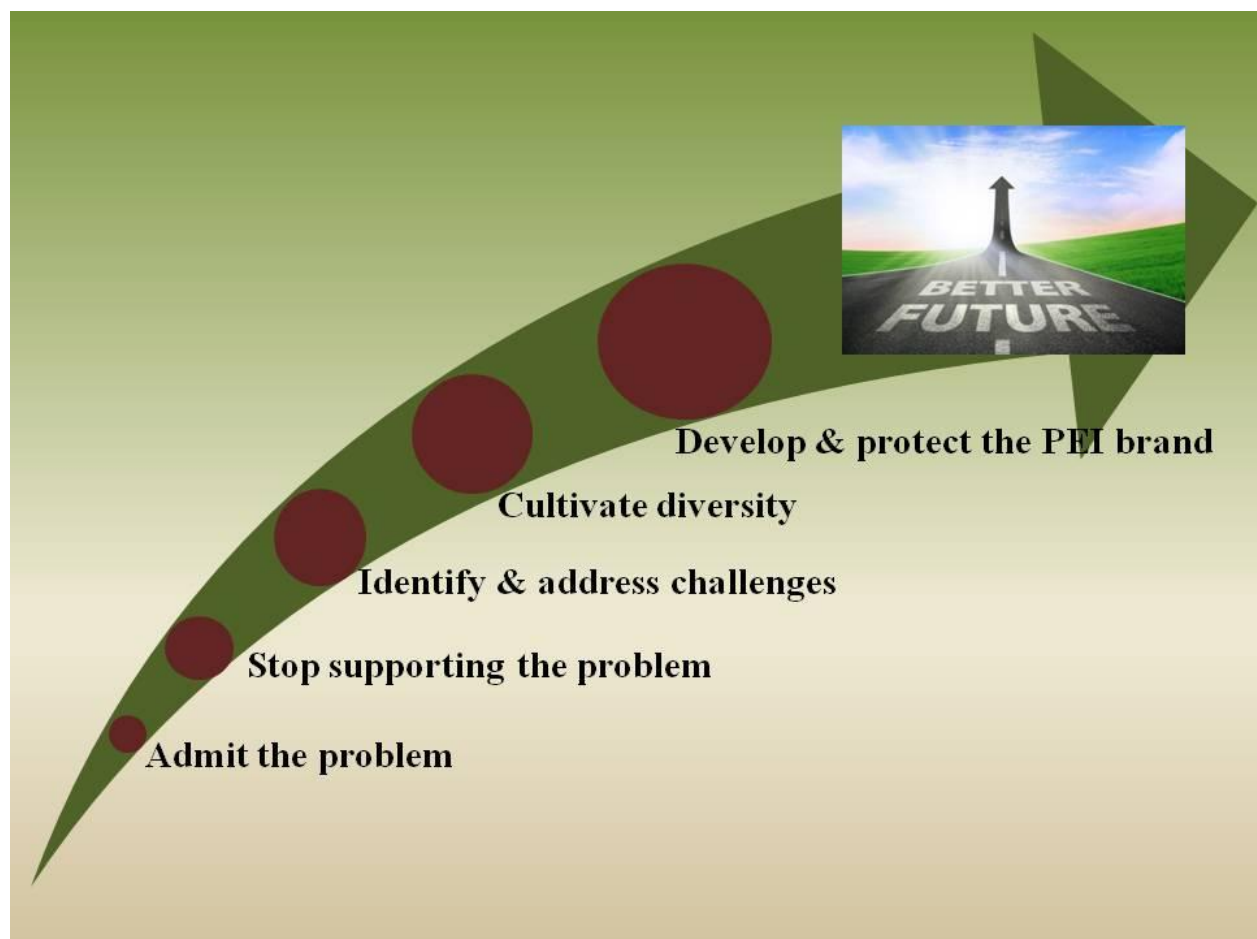 BETTER
FUTURE
Develop & protect the PEI brand
Cultivate diversity
Identify & address challenges
Stop supporting the problem
Admit the problem